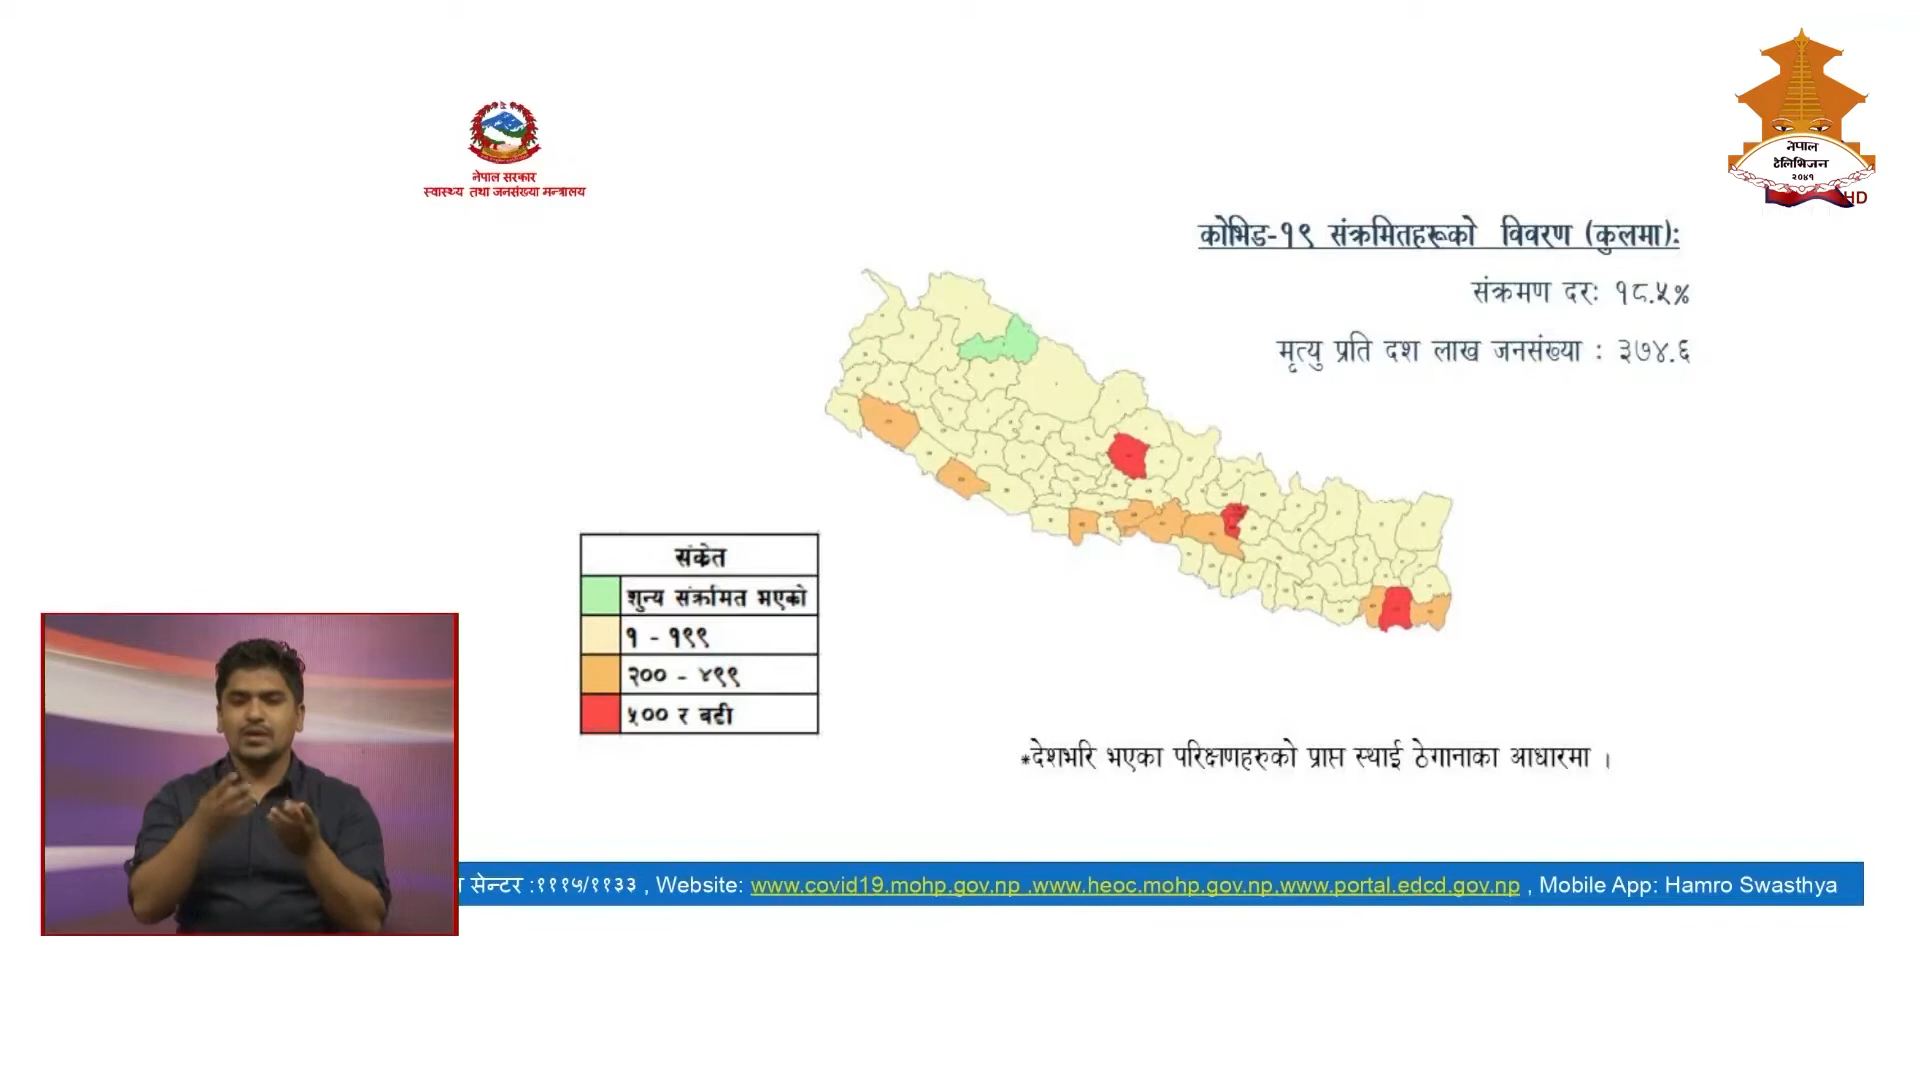 नेपाल
टेलिभिजन
२०४१
HD
नेपाल सरकार
स्वास्थ्य तथा जनसंख्या मन्त्रालय
कोभिड-१९ संक्रमितहरूको विवरण (कुलमा):
संक्रमण दर: १८.५%
मृत्यु प्रति दश लाख जनसंख्या : ३७४.६
संकेत
शुन्य संक्रमित भएको
१ - १९९
२०० - ४९९
५०० र बढी
*देशभरि भएका परिक्षणहरुको प्राप्त स्थाई ठेगानाका आधारमा ।
सेन्टर :१११५/११३३ , Website: www.covid19.mohp.gov.np ,www.heoc.mohp.gov.np,www.portal.edcd.gov.np , Mobile App: Hamro Swasthya